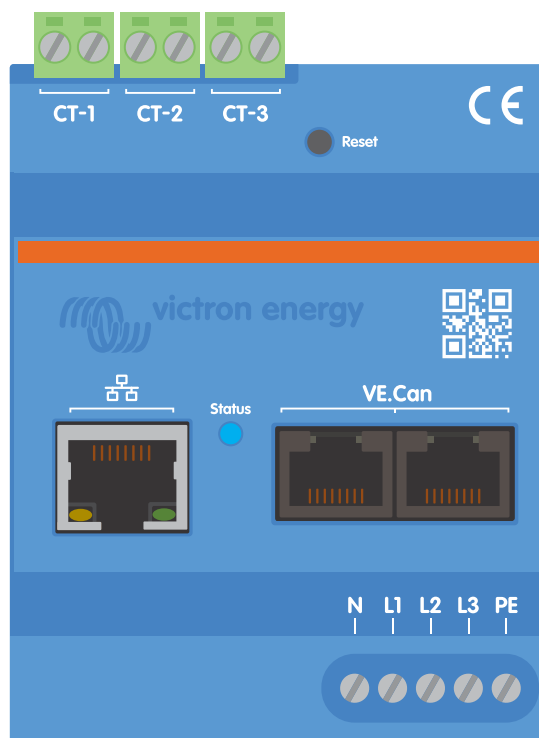 CT-1 CT-2 CT-3
CE
Reset
victron energy
Status
VE.Can
N L1 L2 L3 PE